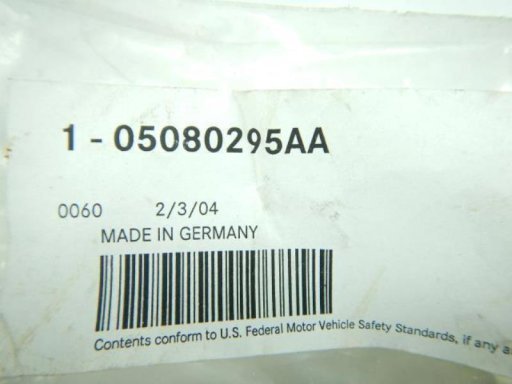 1 - 05080295AA
0060 2/3/04
MADE IN GERMANY
Contents conform to U.S. Federal Motor Vehicle Safety Standards, if any a